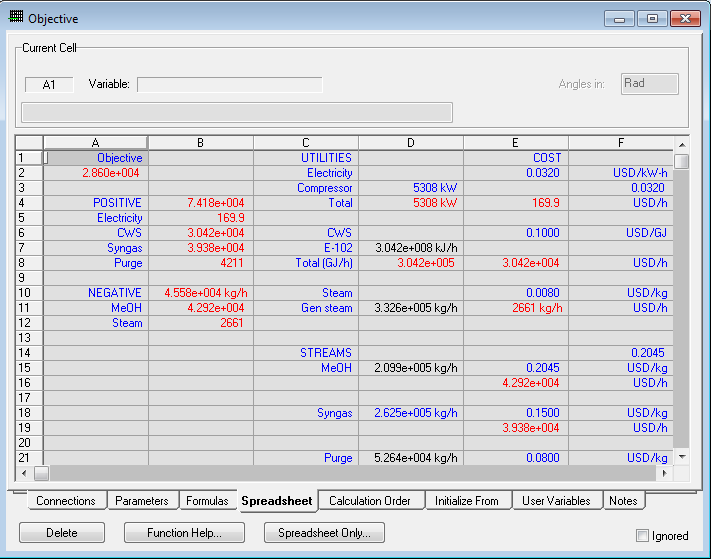 Objective
Current Cell
A1 Variable: Angles in: Rad
A B C D E F
1 Objective UTILITIES COST
2 2.860e+004 Electricity 0.0320 USD/kW-h
3 Compressor 5308 kW 0.0320
4 POSITIVE 7.418e+004 Total 5308 kW 169.9 USD/h
5 Electricity 169.9
6 CWS 3.042e+004 CWS 0.1000 USD/GJ
7 Syngas 3.938e+004 E-102 3.042e+008 kJ/h
8 Purge 4211 Total (GJ/h) 3.042e+005 3.042e+004 USD/h
9
10 NEGATIVE 4.558e+004 kg/h Steam 0.0080 USD/kg
11 MeOH 4.292e+004 Gen steam 3.326e+005 kg/h 2661 kg/h USD/h
12 Steam 2661
13
14 STREAMS 0.2045
15 MeOH 2.099e+005 kg/h 0.2045 USD/kg
16 4.292e+004 USD/h
17
18 Syngas 2.625e+005 kg/h 0.1500 USD/kg
19 3.938e+004 USD/h
20
21 Purge 5.264e+004 kg/h 0.0800 USD/kg
Connections Parameters Formulas Spreadsheet Calculation Order Initialize From User Variables Notes
Delete Function Help... Spreadsheet Only... Ignored